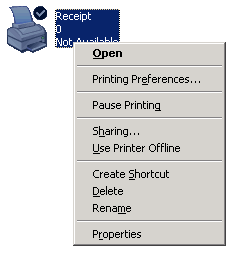 Receipt
0
Not Available
Open
Printing Preferences...
Pause Printing
Sharing...
Use Printer Offline
Create Shortcut
Delete
Rename
Properties